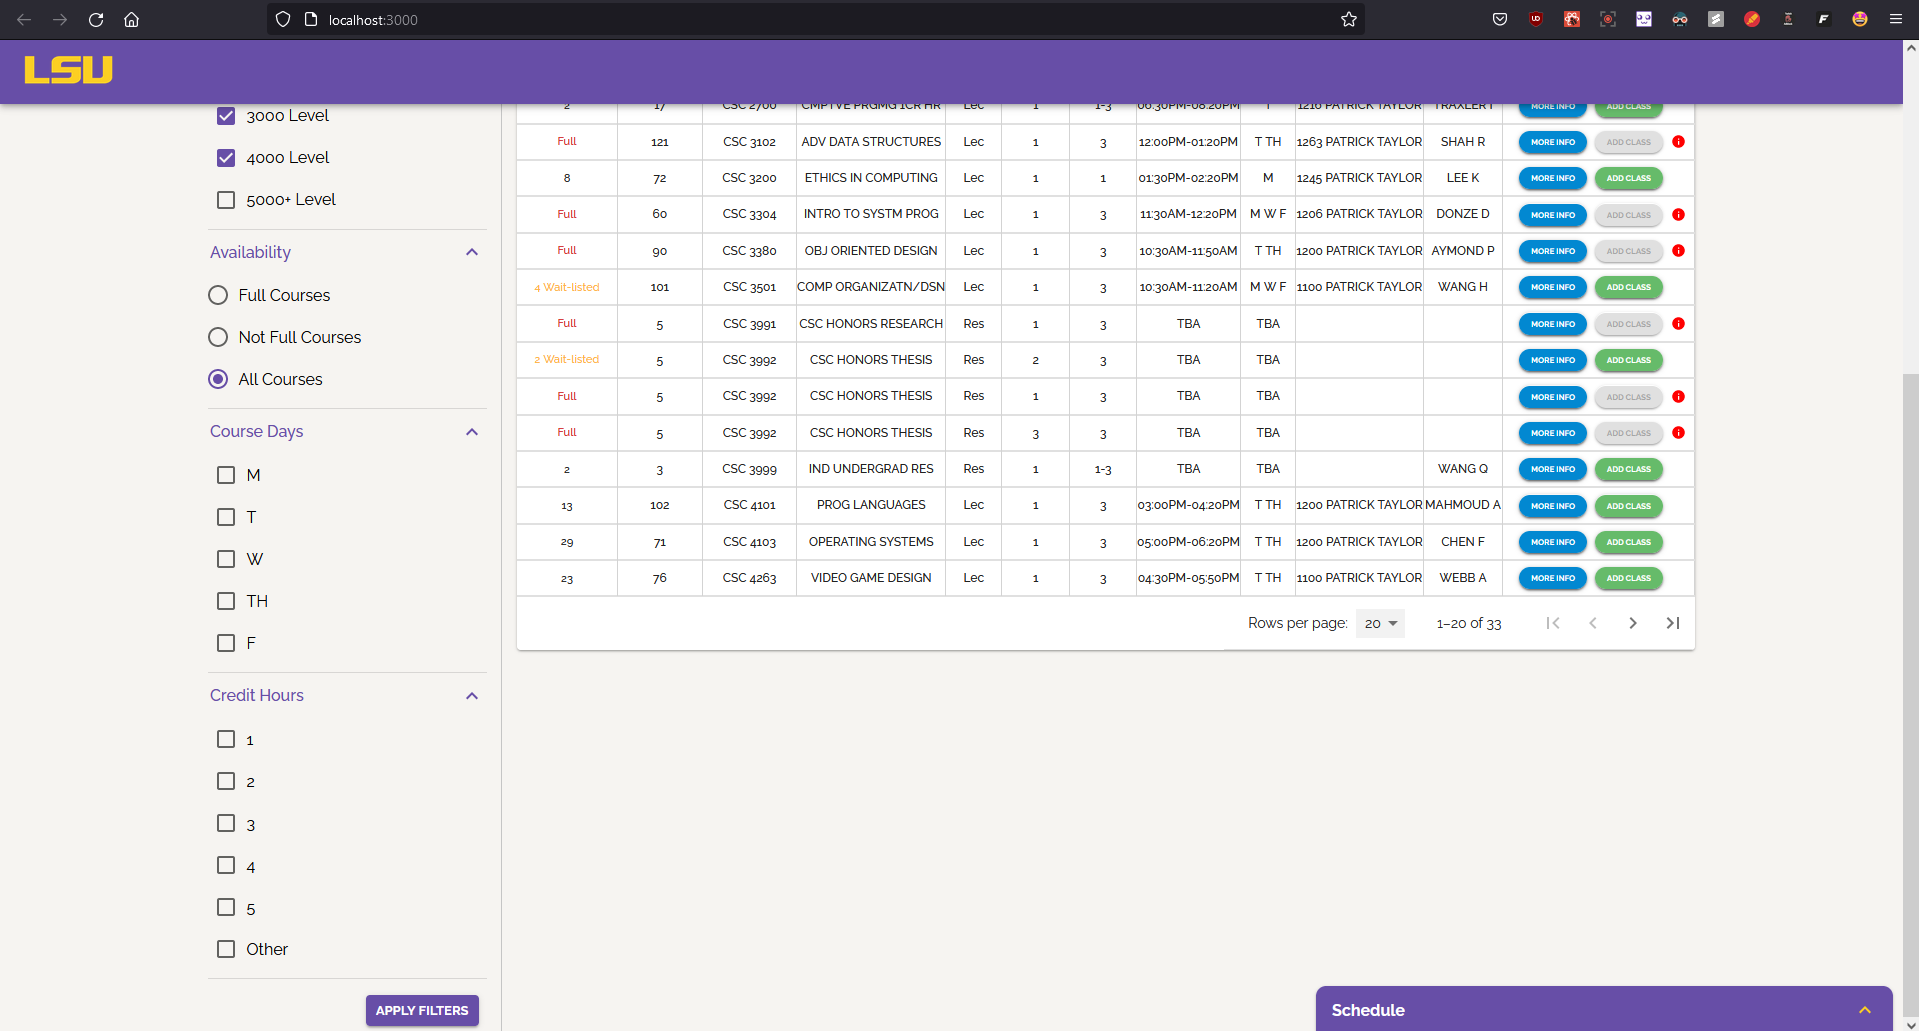 localhost:3000
LSU
3000 Level
4000 Level
5000+ Level
Availability
Full Courses
Not Full Courses
All Courses
Course Days
M
T
W
TH
F
Credit Hours
1
2
3
4
5
Other
APPLY FILTERS
2 17 CSC 2700 CMPTVE PRGMG 1CR HR Lec 1 1-3 06:30PM-08:20PM T 1216 PATRICK TAYLOR TRAXLER I MORE INFO ADD CLASS
Full 121 CSC 3102 ADV DATA STRUCTURES Lec 1 3 12:00PM-01:20PM T TH 1263 PATRICK TAYLOR SHAH R MORE INFO ADD CLASS
8 72 CSC 3200 ETHICS IN COMPUTING Lec 1 1 01:30PM-02:20PM M 1245 PATRICK TAYLOR LEE K MORE INFO ADD CLASS
Full 60 CSC 3304 INTRO TO SYSTM PROG Lec 1 3 11:30AM-12:20PM M W F 1206 PATRICK TAYLOR DONZE D MORE INFO ADD CLASS
Full 90 CSC 3380 OBJ ORIENTED DESIGN Lec 1 3 10:30AM-11:50AM T TH 1200 PATRICK TAYLOR AYMOND P MORE INFO ADD CLASS
4 Wait-listed 101 CSC 3501 COMP ORGANIZATN/DSN Lec 1 3 10:30AM-11:20AM M W F 1100 PATRICK TAYLOR WANG H MORE INFO ADD CLASS
Full 5 CSC 3991 CSC HONORS RESEARCH Res 1 3 TBA TBA MORE INFO ADD CLASS
2 Wait-listed 5 CSC 3992 CSC HONORS THESIS Res 2 3 TBA TBA MORE INFO ADD CLASS
Full 5 CSC 3992 CSC HONORS THESIS Res 1 3 TBA TBA MORE INFO ADD CLASS
Full 5 CSC 3992 CSC HONORS THESIS Res 3 3 TBA TBA MORE INFO ADD CLASS
2 3 CSC 3999 IND UNDERGRAD RES Res 1 1-3 TBA TBA WANG Q MORE INFO ADD CLASS
13 102 CSC 4101 PROG LANGUAGES Lec 1 3 03:00PM-04:20PM T TH 1200 PATRICK TAYLOR MAHMOUD A MORE INFO ADD CLASS
29 71 CSC 4103 OPERATING SYSTEMS Lec 1 3 05:00PM-06:20PM T TH 1200 PATRICK TAYLOR CHEN F MORE INFO ADD CLASS
23 76 CSC 4263 VIDEO GAME DESIGN Lec 1 3 04:30PM-05:50PM T TH 1100 PATRICK TAYLOR WEBB A MORE INFO ADD CLASS
Rows per page: 20 1–20 of 33
Schedule